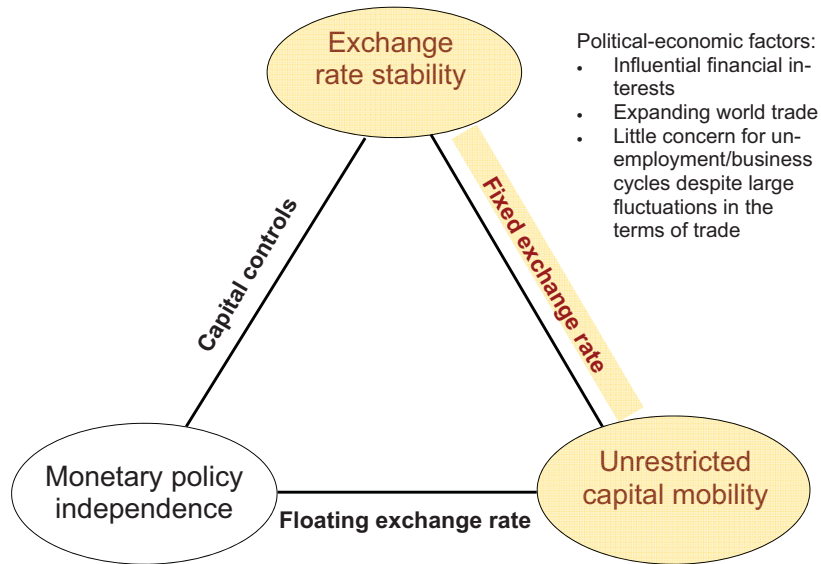 Exchange
rate stability
Political-economic factors:
• Influential financial in-
terests
• Expanding world trade
• Little concern for un-
employment/business
cycles despite large
fluctuations in the
terms of trade
Capital controls
Fixed exchange rate
Monetary policy
independence
Unrestricted
capital mobility
Floating exchange rate